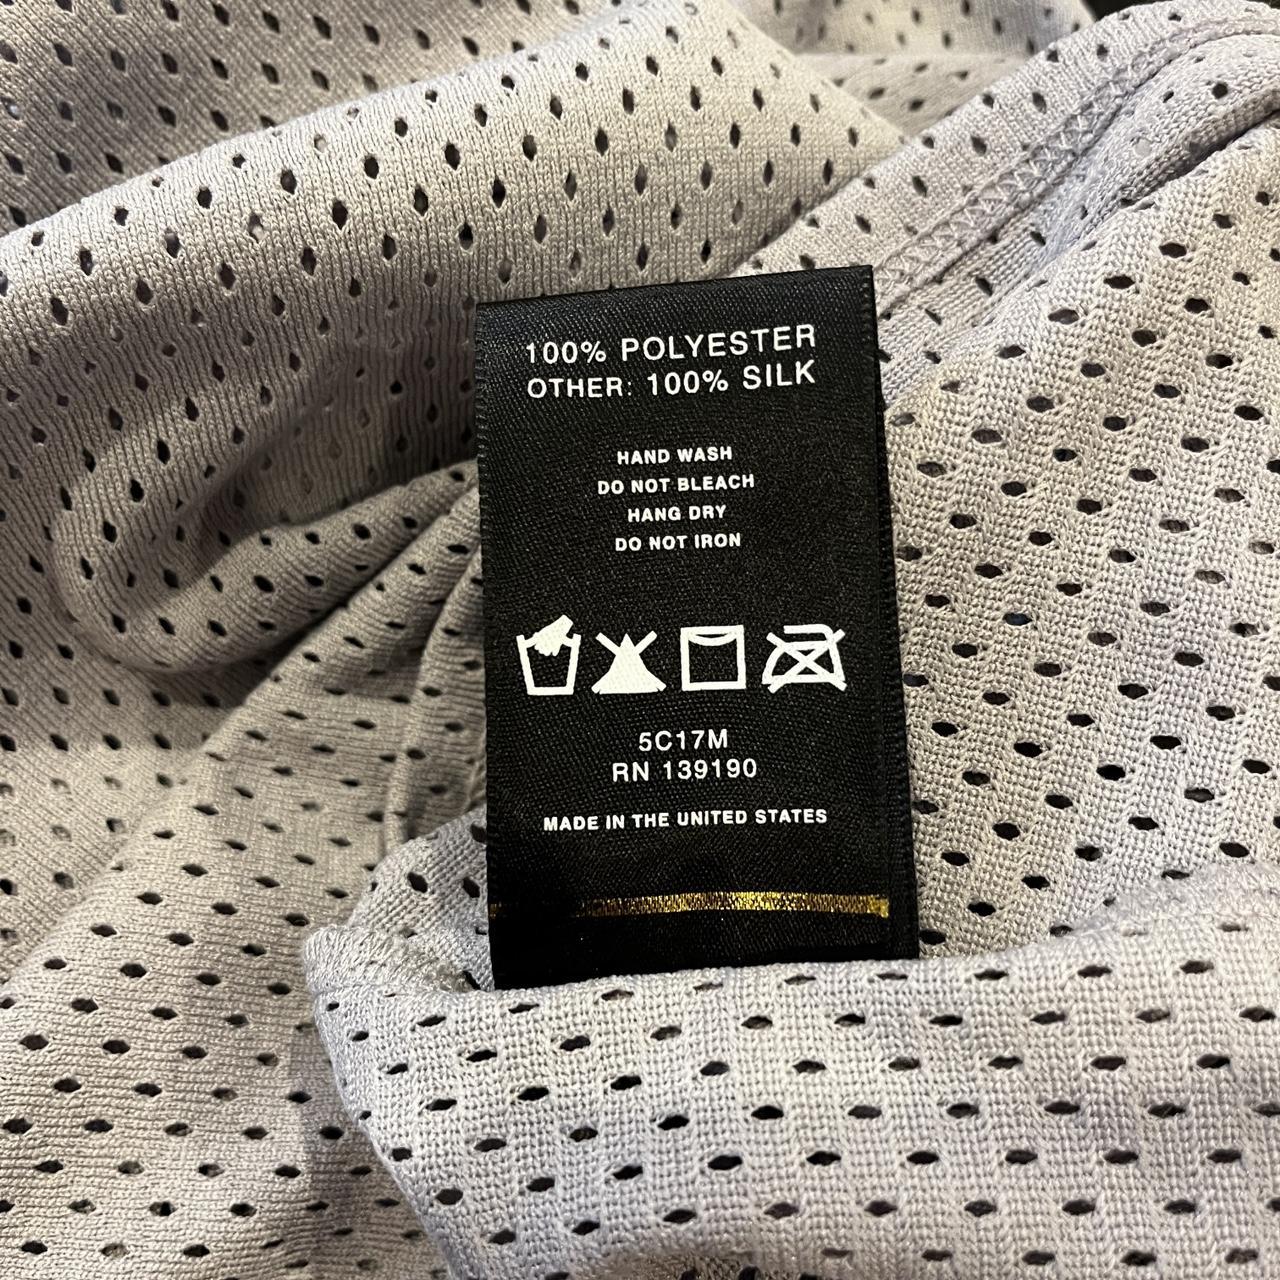 100% POLYESTER
OTHER: 100% SILK
HAND WASH
DO NOT BLEACH
HANG DRY
DO NOT IRON
5C17M
RN 139190
MADE IN THE UNITED STATES